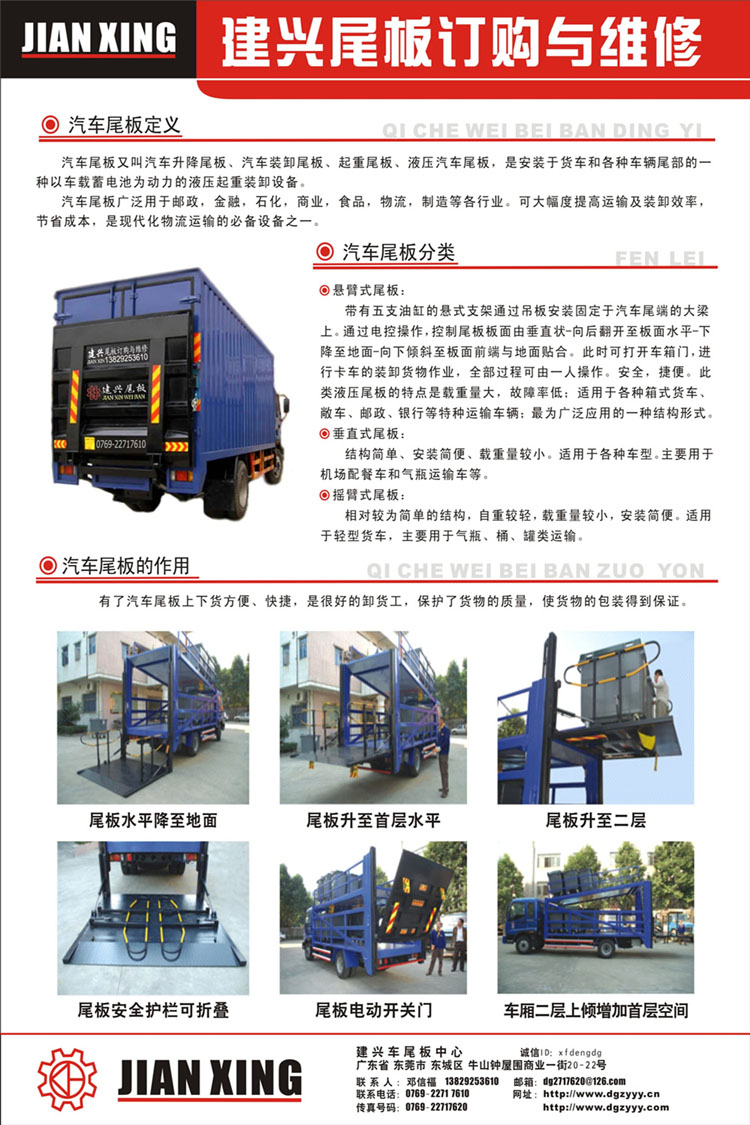 JIAN XING
建兴尾板订购与维修
汽车尾板定义
QI CHE WEI BEI BAN DING YI
汽车尾板又叫汽车升降尾板、汽车装卸尾板、起重尾板、液压汽车尾板，是安装于货车和各种车辆尾部的一
种以车载蓄电池为动力的液压起重装卸设备。
汽车尾板广泛用于邮政，金融，石化，商业，食品，物流，制造等各行业。可大幅度提高运输及装卸效率，
节省成本，是现代化物流运输的必备设备之一。
汽车尾板分类
FEN LEI
悬臂式尾板：
带有五支油缸的悬式支架通过吊板安装固定于汽车尾端的大梁
上。通过电控操作，控制尾板板面由垂直状-向后翻开至板面水平-下
降至地面-向下倾斜至板面前端与地面贴合。此时可打开车箱门，进
行卡车的装卸货物作业，全部过程可由一人操作。安全，捷便。此
类液压尾板的特点是载重量大，故障率低；适用于各种箱式货车、
敞车、邮政、银行等特种运输车辆；最为广泛应用的一种结构形式。
垂直式尾板：
结构简单、安装简便、载重量较小。适用于各种车型。主要用于
机场配餐车和气瓶运输车等。
摇臂式尾板：
相对较为简单的结构，自重较轻，载重量较小，安装简便。适用
于轻型货车，主要用于气瓶、桶、罐类运输。
建兴尾板订购与维修
JIAN XIN 13829253610
建兴尾板
JIAN XIN WEI BAN
0769-22717610
汽车尾板的作用
QI CHE WEI BEI BAN ZUO YON
有了汽车尾板上下货方便、快捷，是很好的卸货工，保护了货物的质量，使货物的包装得到保证。
尾板水平降至地面
尾板升至首层水平
尾板升至二层
尾板安全护栏可折叠
尾板电动开关门
车厢二层上倾增加首层空间
JIAN XING
建兴车尾板中心 诚信ID：xfdengdg
广东省 东莞市 东城区 牛山钟屋围商业一街20-22号
联 系 人：邓信福 13829253610 邮箱：dg2717620@126.com
联系电话：0769-2271 7610 网址：http://www.dgzyyy.cn
传真号码：0769-22717620 http://www.dgzyyy.com